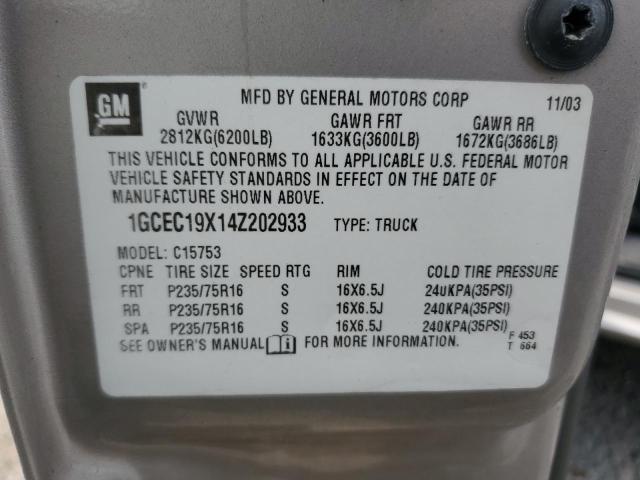 GM
MFD BY GENERAL MOTORS CORP 11/03
GVWR GAWR FRT GAWR RR
2812KG(6200LB) 1633KG(3600LB) 1672KG(3686LB)
THIS VEHICLE CONFORMS TO ALL APPLICABLE U.S. FEDERAL MOTOR
VEHICLE SAFETY STANDARDS IN EFFECT ON THE DATE OF
MANUFACTURE SHOWN ABOVE.
1GCEC19X14Z202933 TYPE: TRUCK
MODEL: C15753
CPNE TIRE SIZE SPEED RTG RIM COLD TIRE PRESSURE
FRT P235/75R16 S 16X6.5J 240KPA(35PSI)
RR P235/75R16 S 16X6.5J 240KPA(35PSI)
SPA P235/75R16 S 16X6.5J 240KPA(35PSI)
SEE OWNER'S MANUAL i FOR MORE INFORMATION.
F 453
T 664